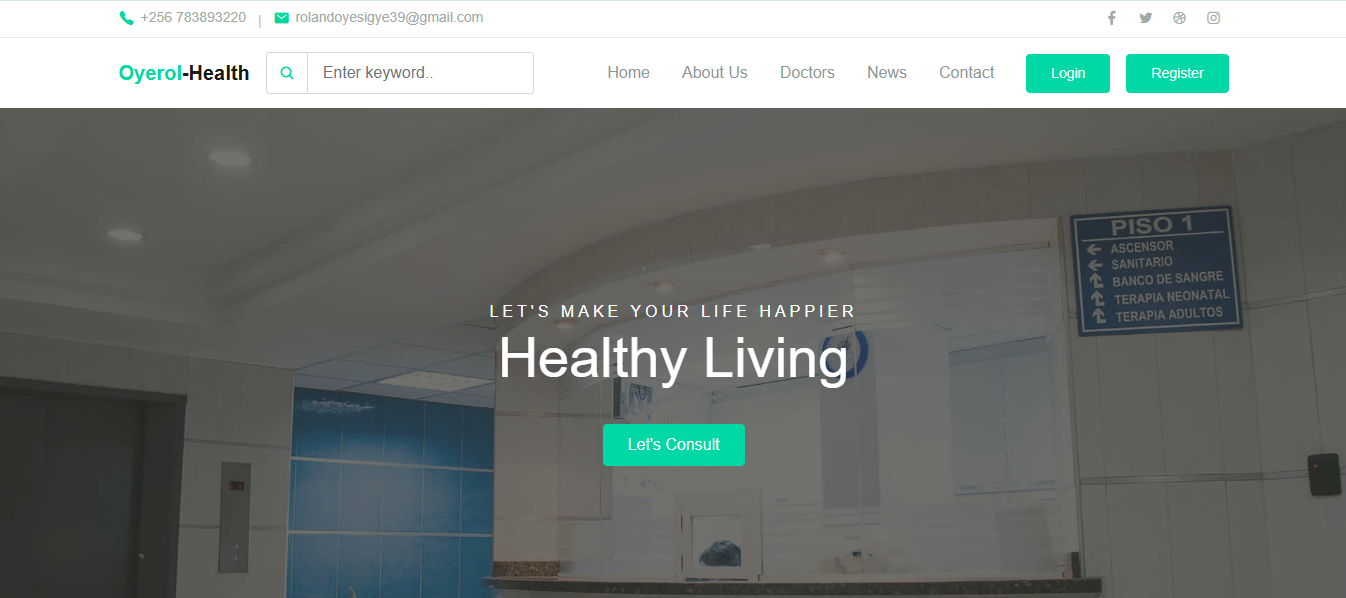 +256 783893220 | rolandoyesigye39@gmail.com
Oyerol-Health
Enter keyword..
Home
About Us
Doctors
News
Contact
Login
Register
PISO 1
ASCENSOR
SANITARIO
BANCO DE SANGRE
TERAPIA NEONATAL
TERAPIA ADULTOS
LET'S MAKE YOUR LIFE HAPPIER
Healthy Living
Let's Consult